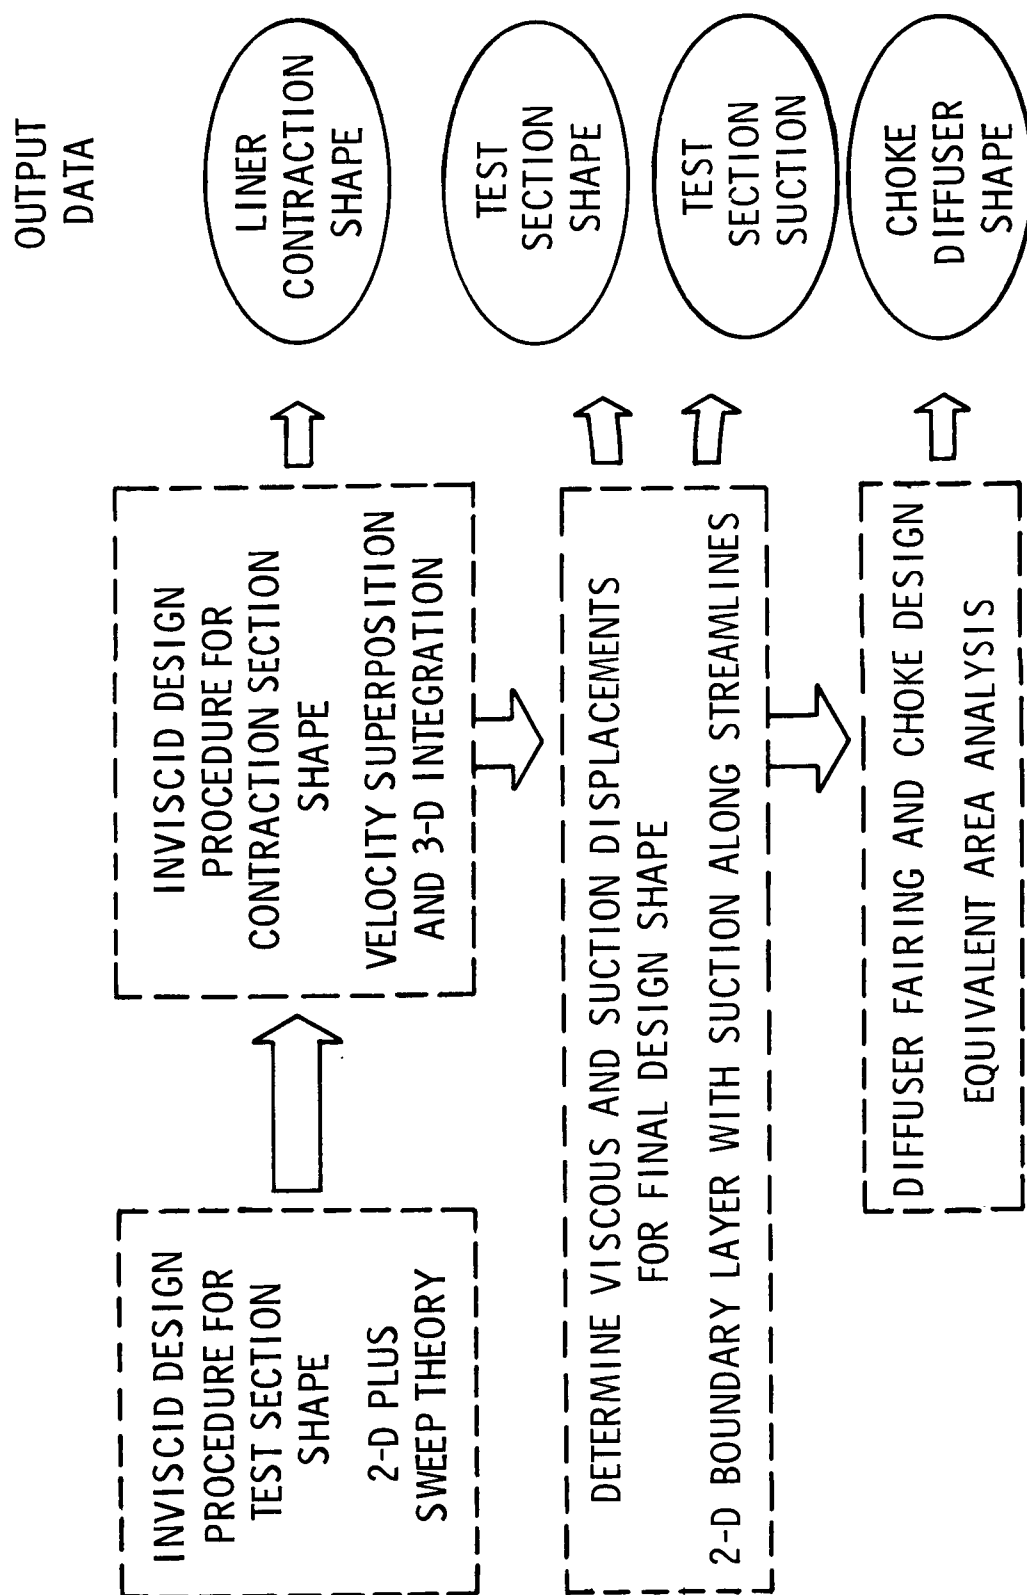 OUTPUT
DATA
INVISCID DESIGN
PROCEDURE FOR
TEST SECTION
SHAPE
2-D PLUS
SWEEP THEORY
INVISCID DESIGN
PROCEDURE FOR
CONTRACTION SECTION
SHAPE
VELOCITY SUPERPOSITION
AND 3-D INTEGRATION
LINER
CONTRACTION
SHAPE
DETERMINE VISCOUS AND SUCTION DISPLACEMENTS
FOR FINAL DESIGN SHAPE
2-D BOUNDARY LAYER WITH SUCTION ALONG STREAMLINES
TEST
SECTION
SHAPE
TEST
SECTION
SUCTION
DIFFUSER FAIRING AND CHOKE DESIGN
EQUIVALENT AREA ANALYSIS
CHOKE
DIFFUSER
SHAPE